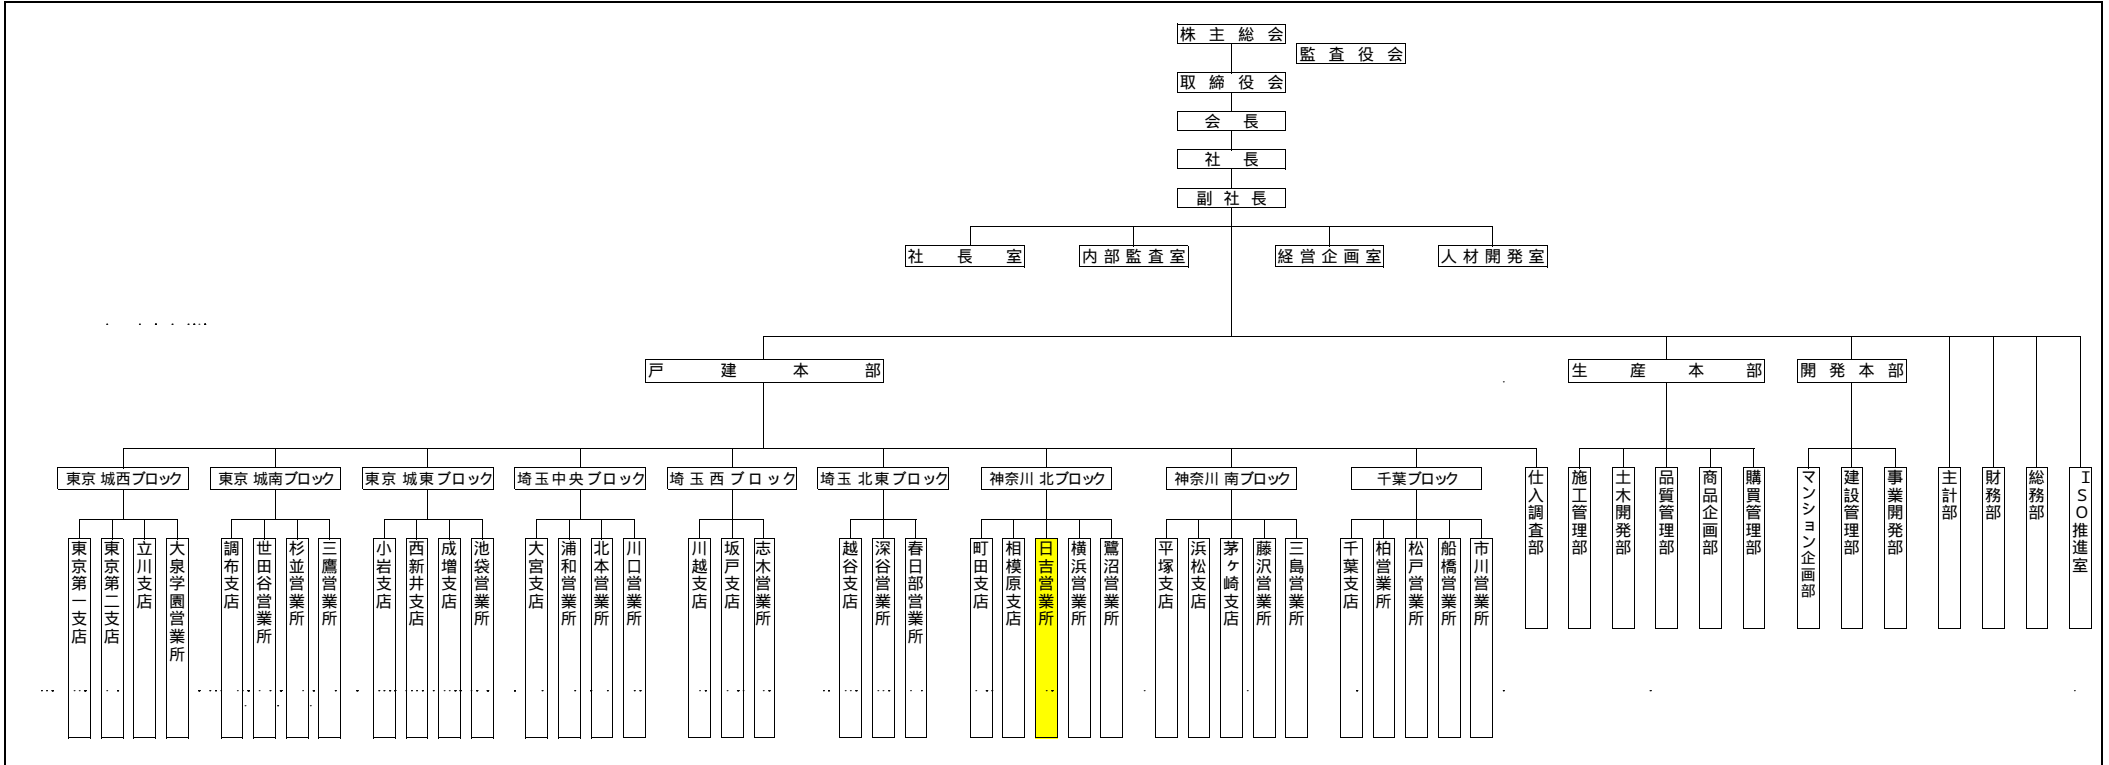 株主総会
監査役会
取締役会
会長
社長
副社長
社長室
内部監査室
経営企画室
人材開発室
戸建本部
生産本部
開発本部
東京 城西ブロック
東京 城南ブロック
東京 城東ブロック
埼玉中央ブロック
埼玉西ブロック
埼玉 北東ブロック
神奈川 北ブロック
神奈川 南ブロック
千葉ブロック
仕入調査部
施工管理部
土木開発部
品質管理部
商品企画部
購買管理部
マンション企画部
建設管理部
事業開発部
主計部
財務部
総務部
ISO推進室
東京第一支店
東京第二支店
立川支店
大泉学園営業所
調布支店
世田谷営業所
杉並営業所
三鷹営業所
小岩支店
西新井支店
成増支店
池袋営業所
大宮支店
浦和営業所
北本営業所
川口営業所
川越支店
坂戸支店
志木営業所
越谷支店
深谷営業所
春日部営業所
町田支店
相模原支店
日吉営業所
横浜営業所
鷺沼営業所
平塚支店
浜松支店
茅ヶ崎支店
藤沢営業所
三島営業所
千葉支店
柏営業所
松戸営業所
船橋営業所
市川営業所